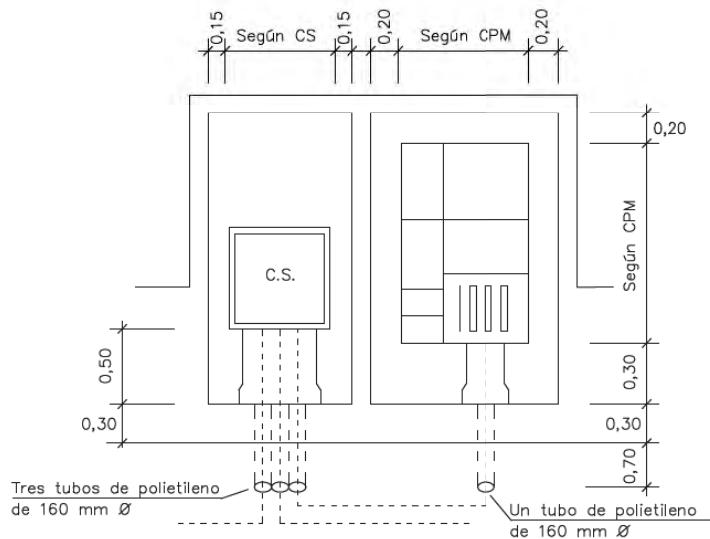 0,15
Según CS
0,15
0,20
Según CPM
0,20
0,20
Según CPM
C.S.
0,50
0,30
0,30
0,30
0,70
Tres tubos de polietileno
de 160 mm Ø
Un tubo de polietileno
de 160 mm Ø